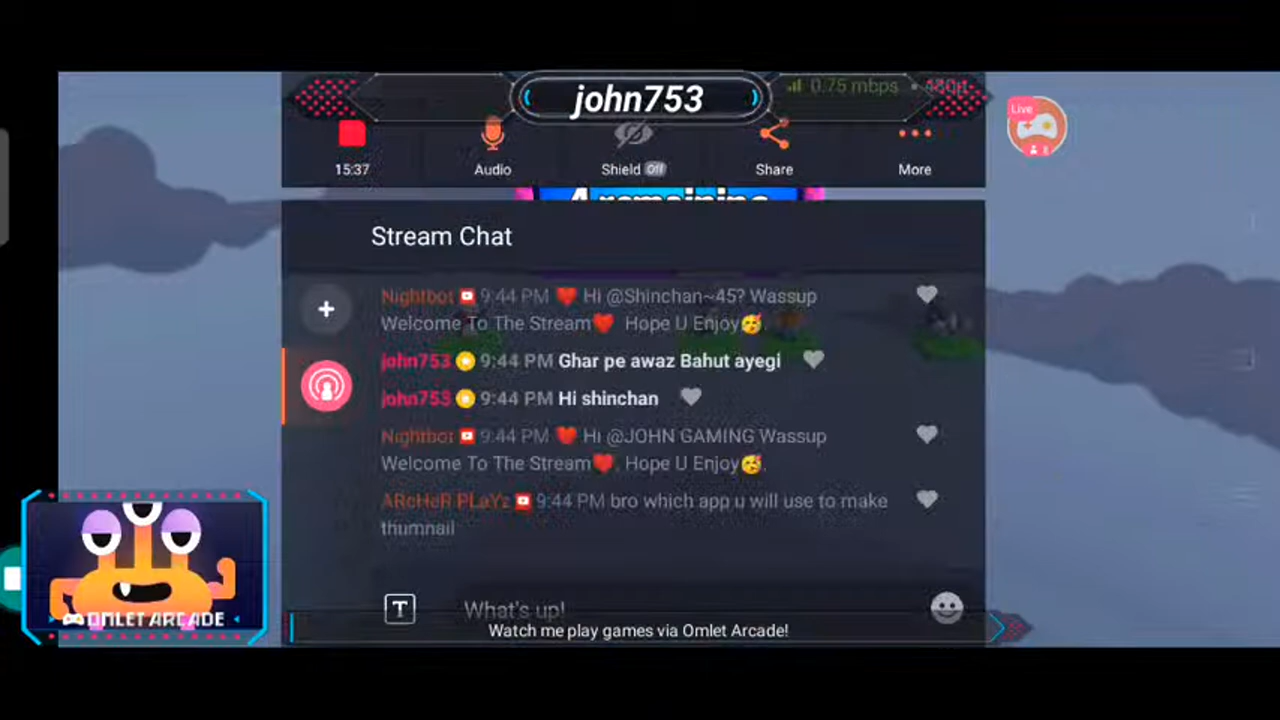 john753
0.75 mbps • 480p
Live
15:37
Audio
Shield Off
Share
More
4 remaining
Stream Chat
Nightbot 9:44 PM ❤️ Hi @Shinchan~45? Wassup
Welcome To The Stream❤️ Hope U Enjoy🥳.
john753 9:44 PM Ghar pe awaz Bahut ayegi
john753 9:44 PM Hi shinchan
Nightbot 9:44 PM ❤️ Hi @JOHN GAMING Wassup
Welcome To The Stream❤️. Hope U Enjoy🥳.
ARcHeR PLaYz 9:44 PM bro which app u will use to make
thumnail
T What's up!
OMLET ARCADE
Watch me play games via Omlet Arcade!